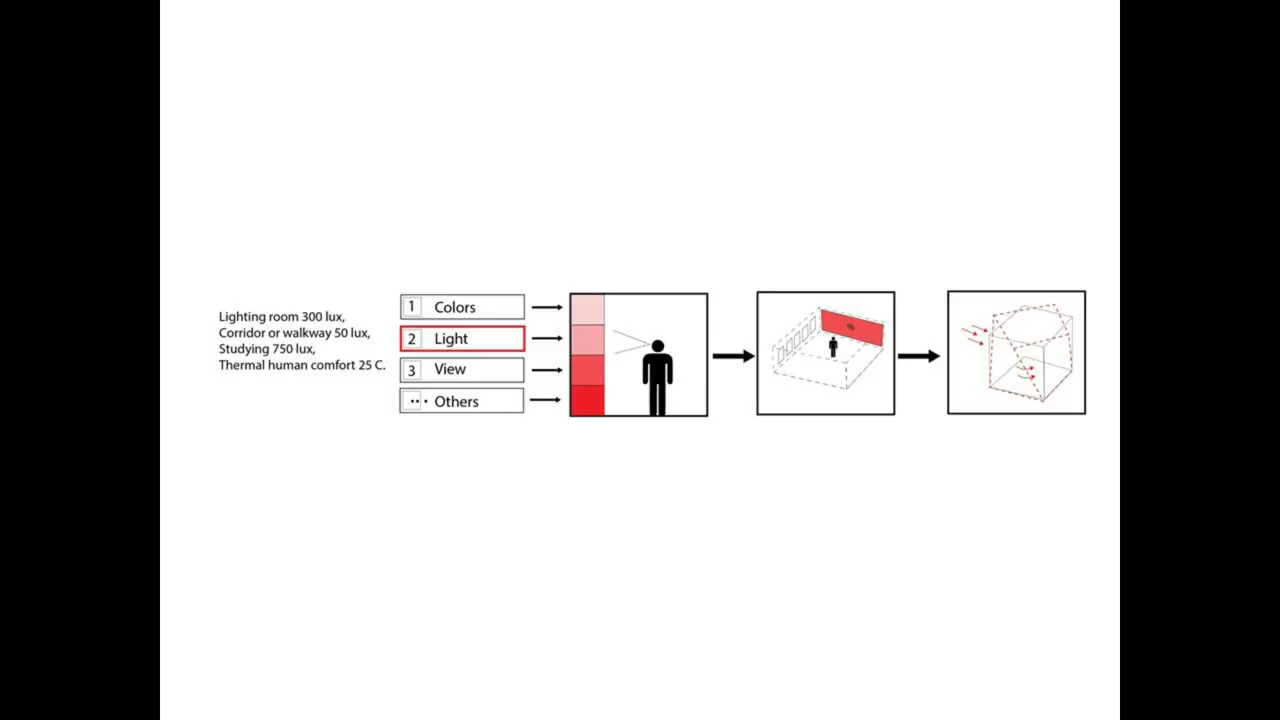 Lighting room 300 lux,
Corridor or walkway 50 lux,
Studying 750 lux,
Thermal human comfort 25 C.
1 Colors
2 Light
3 View
... Others
%